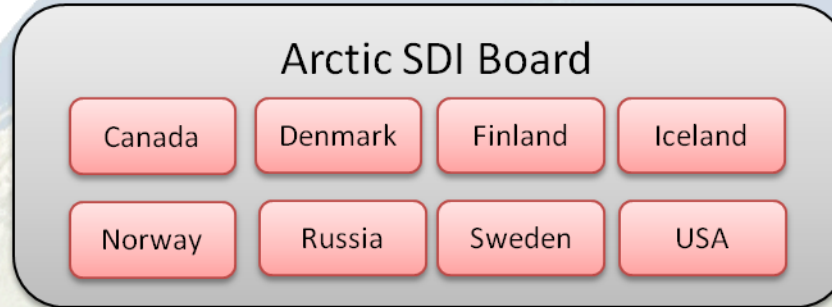 Arctic SDI Board
Canada Denmark Finland Iceland
Norway Russia Sweden USA